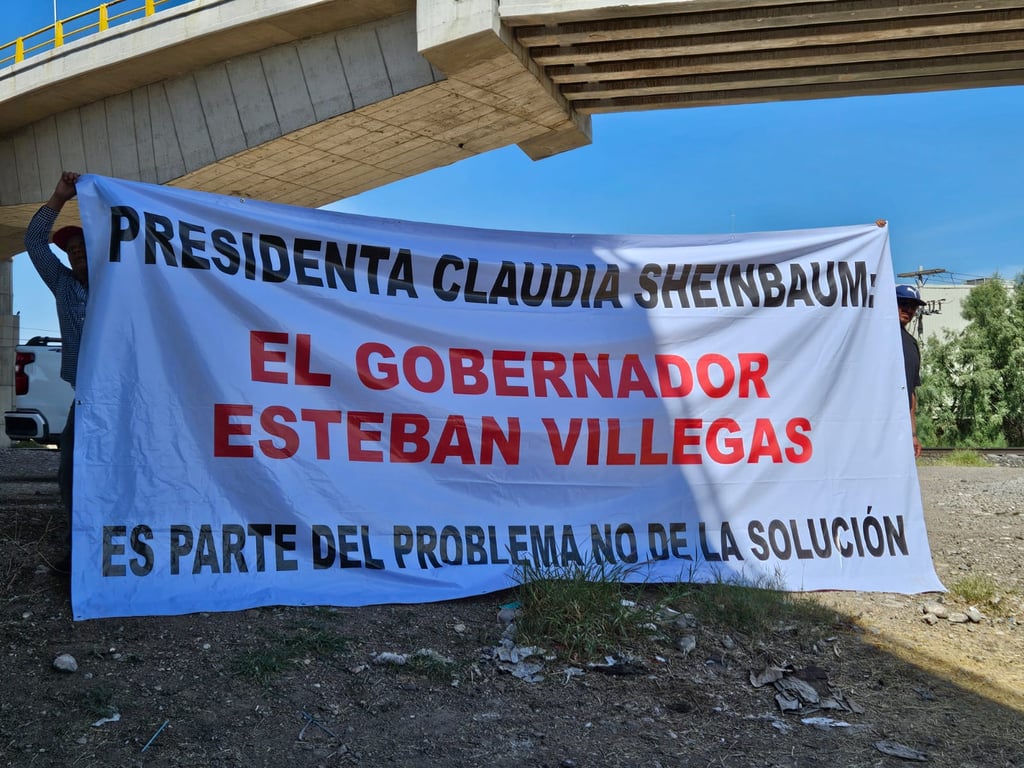 PRESIDENTA CLAUDIA SHEINBAUM:
EL GOBERNADOR
ESTEBAN VILLEGAS
ES PARTE DEL PROBLEMA NO DE LA SOLUCIÓN